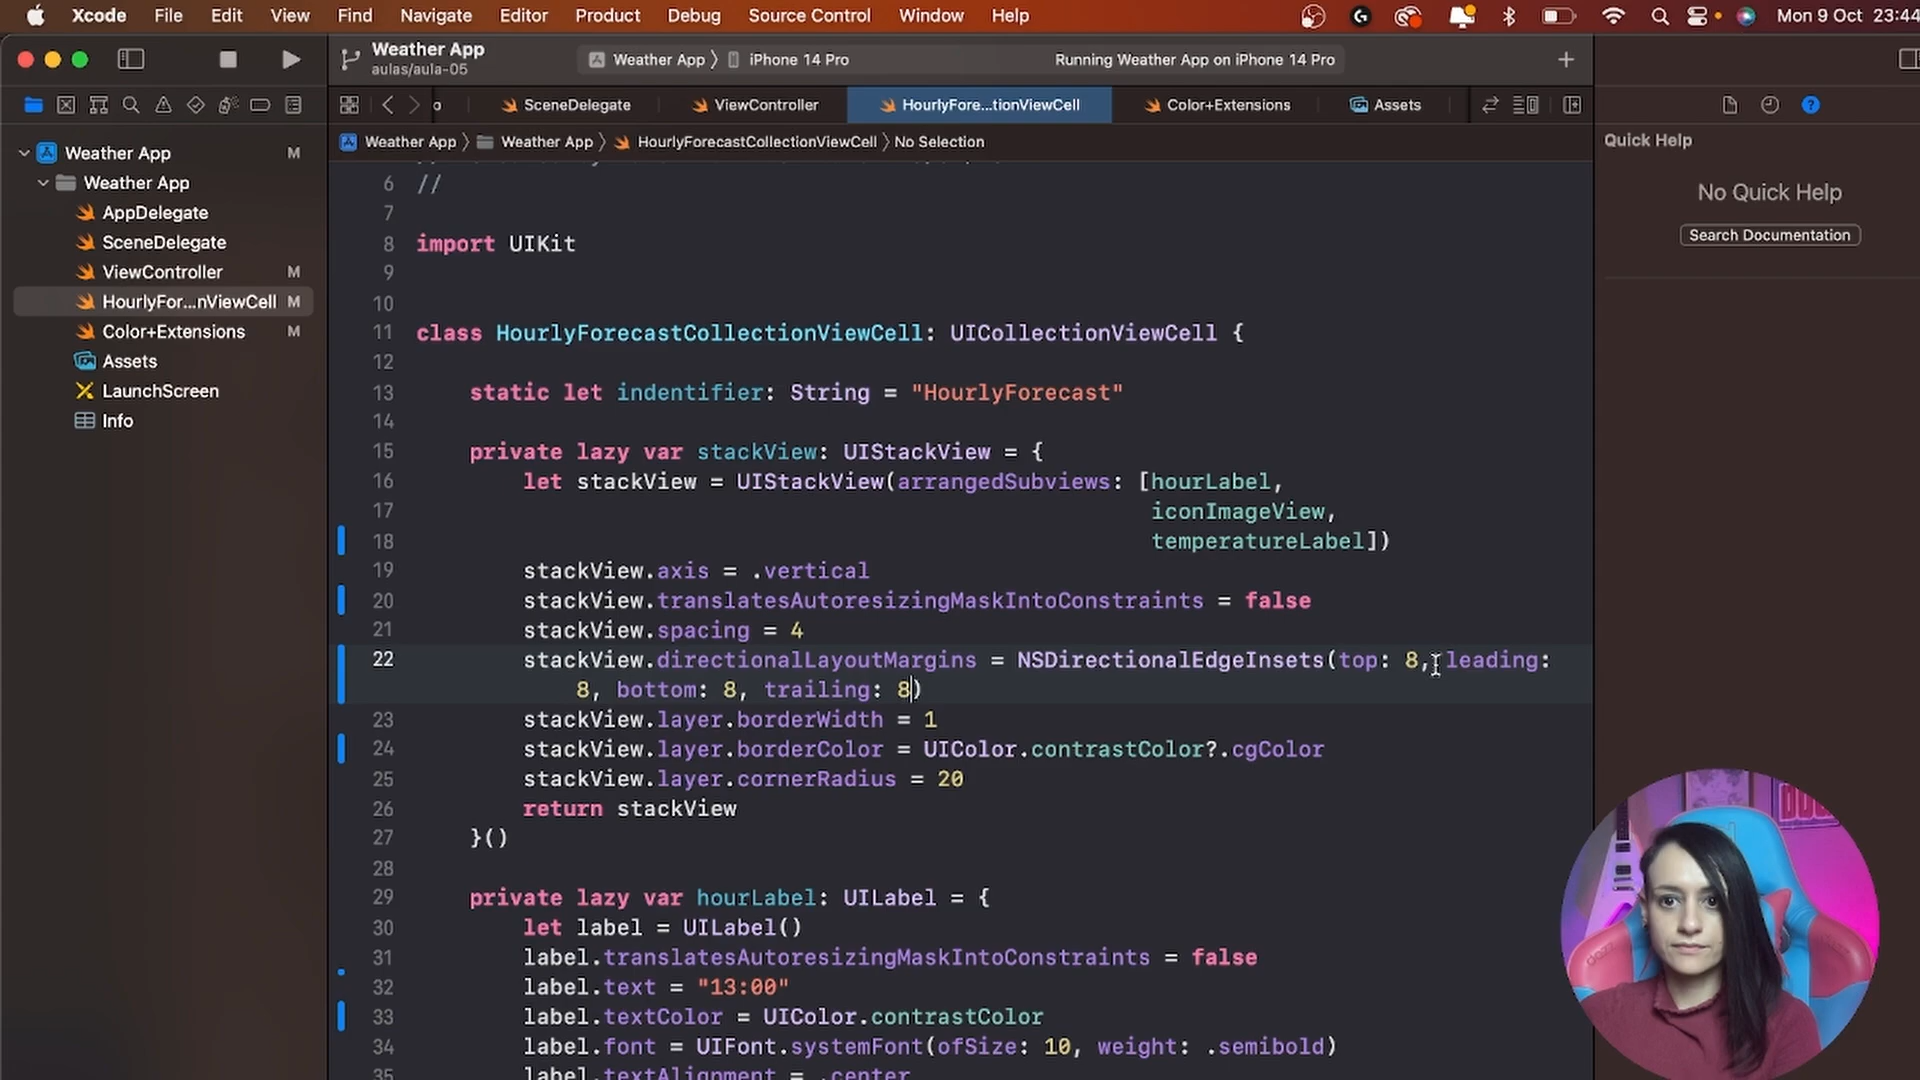 Xcode File Edit View Find Navigate Editor Product Debug Source Control Window Help Mon 9 Oct 23:44
Weather App
aulas/aula-05
Weather App 〉 iPhone 14 Pro
Running Weather App on iPhone 14 Pro
SceneDelegate ViewController HourlyFore...tionViewCell Color+Extensions Assets
Weather App 〉 Weather App 〉 HourlyForecastCollectionViewCell 〉 No Selection
Weather App M
Weather App
AppDelegate
SceneDelegate
ViewController M
HourlyFor...nViewCell M
Color+Extensions M
Assets
LaunchScreen
Info
6 //
7
8 import UIKit
9
10
11 class HourlyForecastCollectionViewCell: UICollectionViewCell {
12
13 static let indentifier: String = "HourlyForecast"
14
15 private lazy var stackView: UIStackView = {
16 let stackView = UIStackView(arrangedSubviews: [hourLabel,
17 iconImageView,
18 temperatureLabel])
19 stackView.axis = .vertical
20 stackView.translatesAutoresizingMaskIntoConstraints = false
21 stackView.spacing = 4
22 stackView.directionalLayoutMargins = NSDirectionalEdgeInsets(top: 8, leading:
8, bottom: 8, trailing: 8)
23 stackView.layer.borderWidth = 1
24 stackView.layer.borderColor = UIColor.contrastColor?.cgColor
25 stackView.layer.cornerRadius = 20
26 return stackView
27 }()
28
29 private lazy var hourLabel: UILabel = {
30 let label = UILabel()
31 label.translatesAutoresizingMaskIntoConstraints = false
32 label.text = "13:00"
33 label.textColor = UIColor.contrastColor
34 label.font = UIFont.systemFont(ofSize: 10, weight: .semibold)
35 label.textAlignment = .center
Quick Help
No Quick Help
Search Documentation